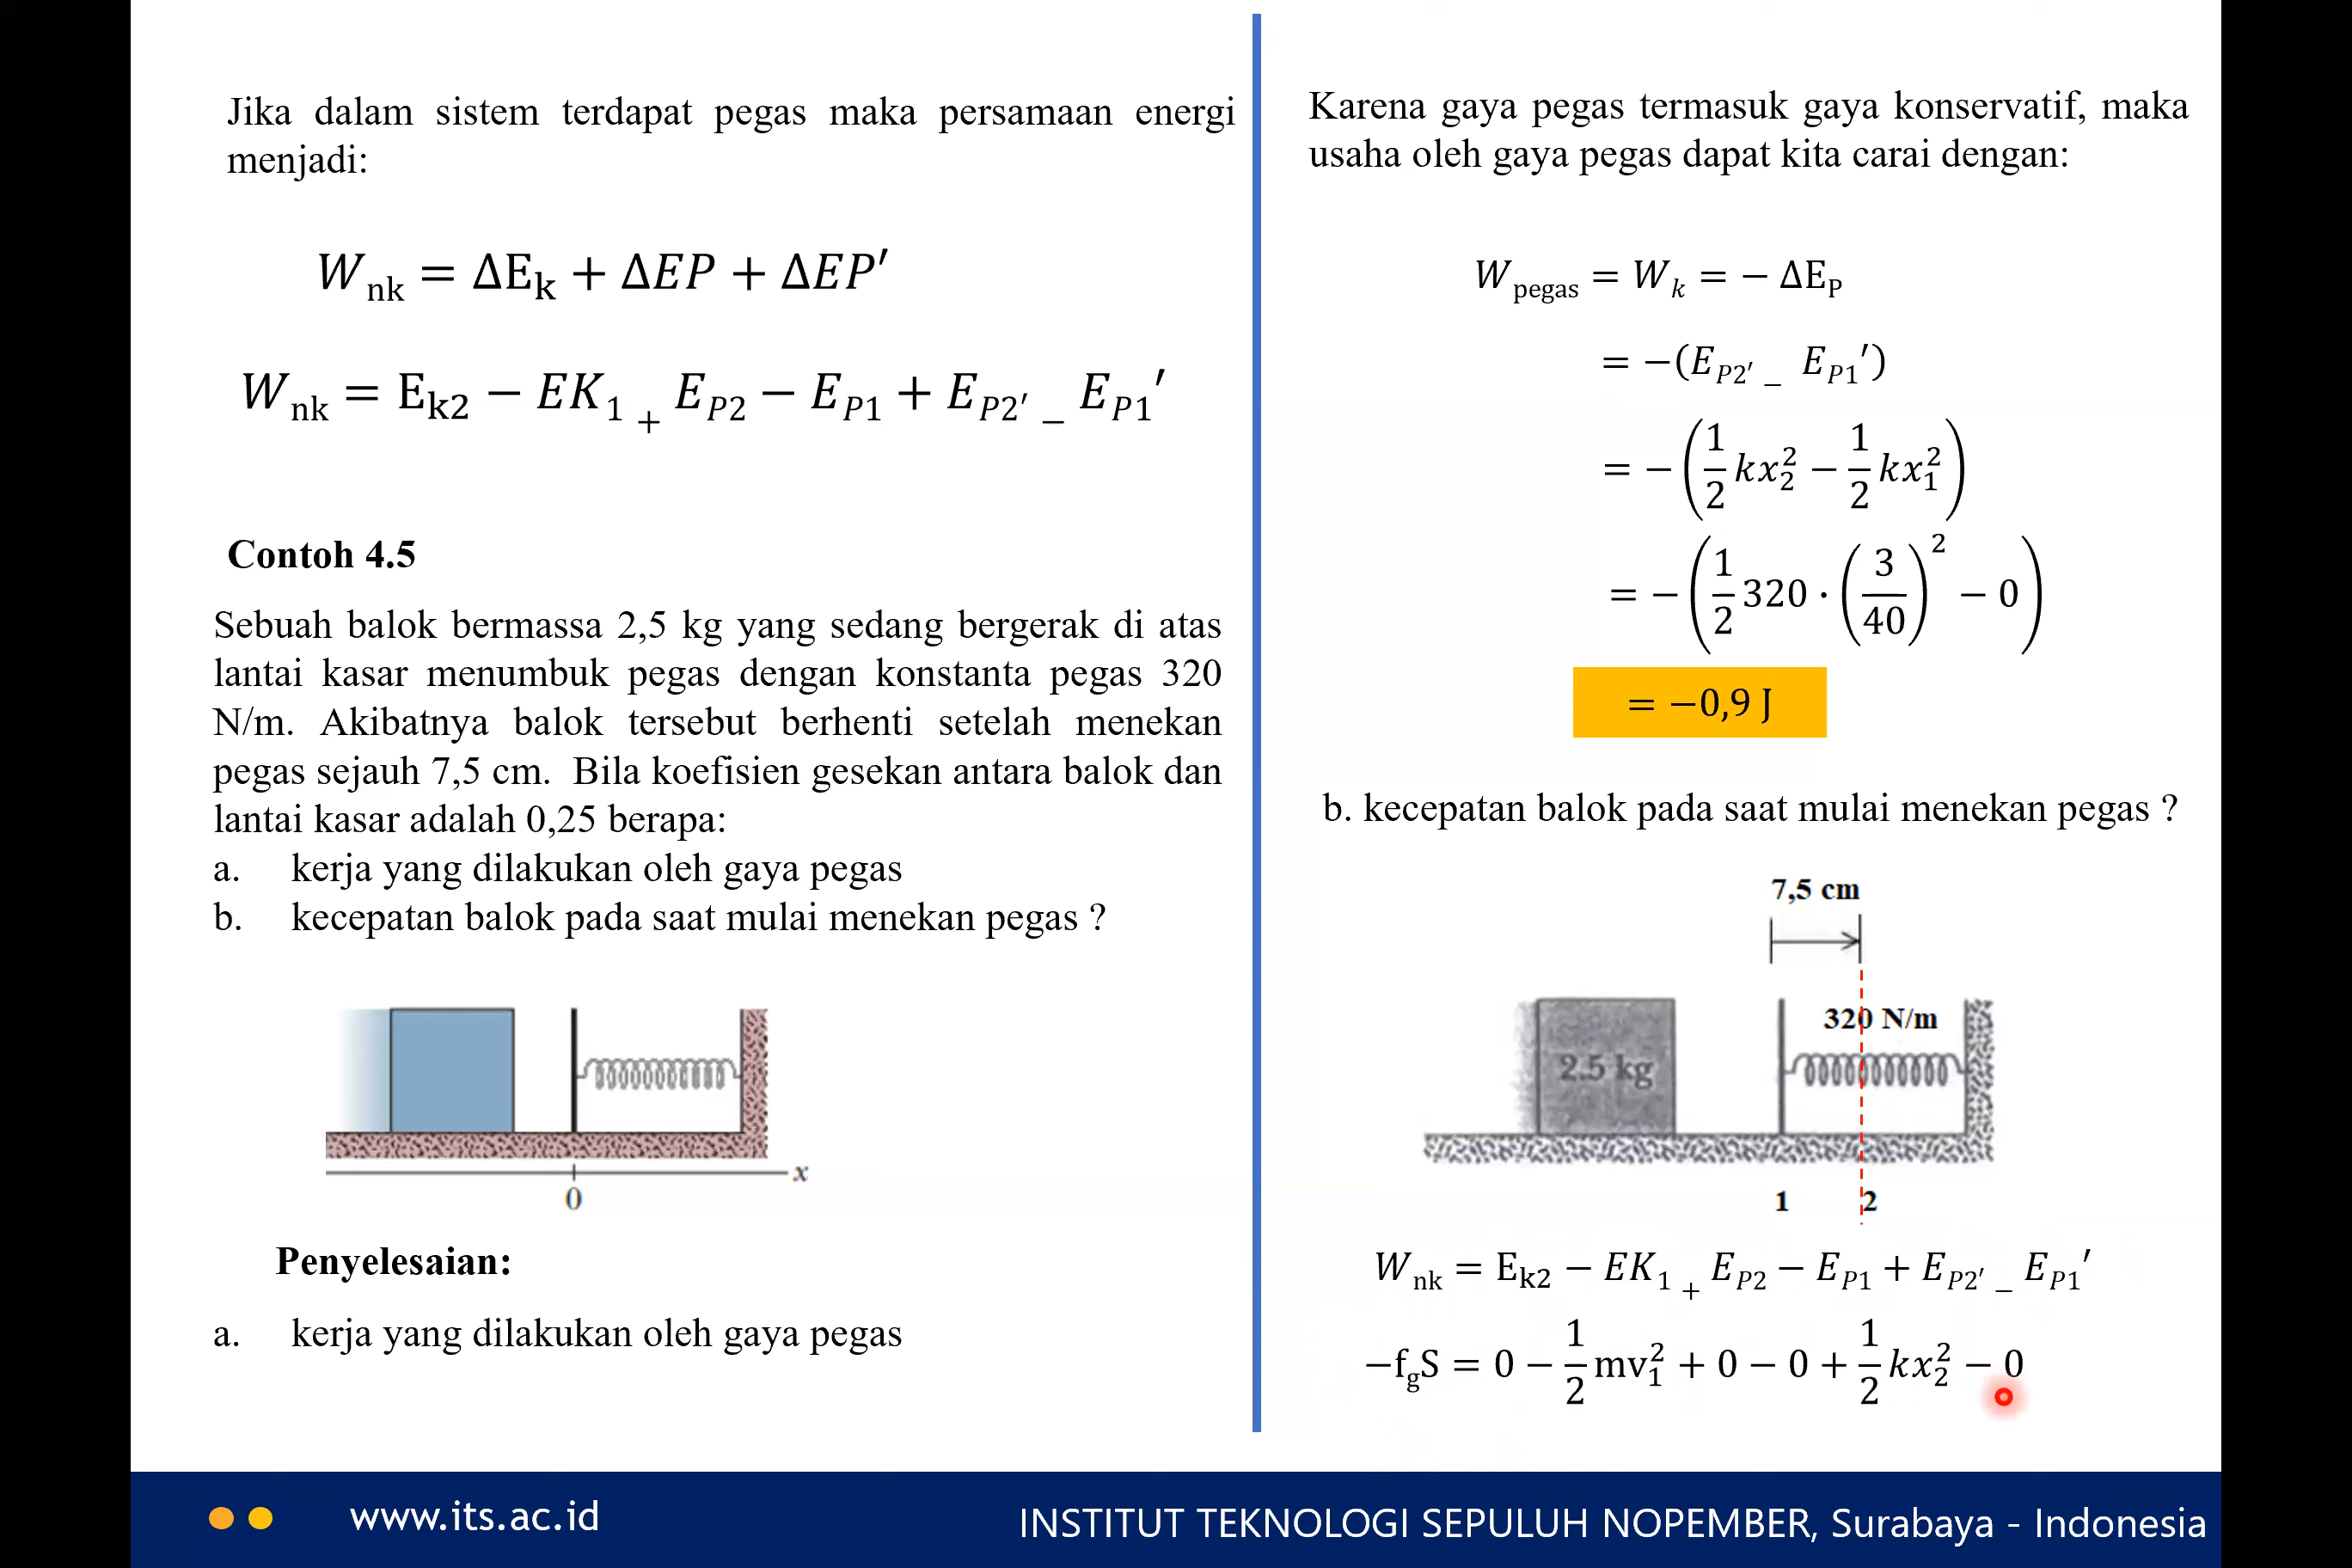 Jika dalam sistem terdapat pegas maka persamaan energi
menjadi:
W_nk = ΔE_k + ΔEP + ΔEP′
W_nk = E_k2 − EK_1 + E_P2 − E_P1 + E_P2′ − E_P1′
Contoh 4.5
Sebuah balok bermassa 2,5 kg yang sedang bergerak di atas
lantai kasar menumbuk pegas dengan konstanta pegas 320
N/m. Akibatnya balok tersebut berhenti setelah menekan
pegas sejauh 7,5 cm. Bila koefisien gesekan antara balok dan
lantai kasar adalah 0,25 berapa:
a. kerja yang dilakukan oleh gaya pegas
b. kecepatan balok pada saat mulai menekan pegas ?
x
0
Penyelesaian:
a. kerja yang dilakukan oleh gaya pegas
Karena gaya pegas termasuk gaya konservatif, maka
usaha oleh gaya pegas dapat kita carai dengan:
W_pegas = W_k = − ΔE_P
= −(E_P2′ − E_P1′)
= −(1/2 kx_2^2 − 1/2 kx_1^2)
= −(1/2 320 · (3/40)^2 − 0)
= −0,9 J
b. kecepatan balok pada saat mulai menekan pegas ?
7,5 cm
320 N/m
2.5 kg
1 2
W_nk = E_k2 − EK_1 + E_P2 − E_P1 + E_P2′ − E_P1′
−f_gS = 0 − 1/2 mv_1^2 + 0 − 0 + 1/2 kx_2^2 − 0
www.its.ac.id
INSTITUT TEKNOLOGI SEPULUH NOPEMBER, Surabaya - Indonesia